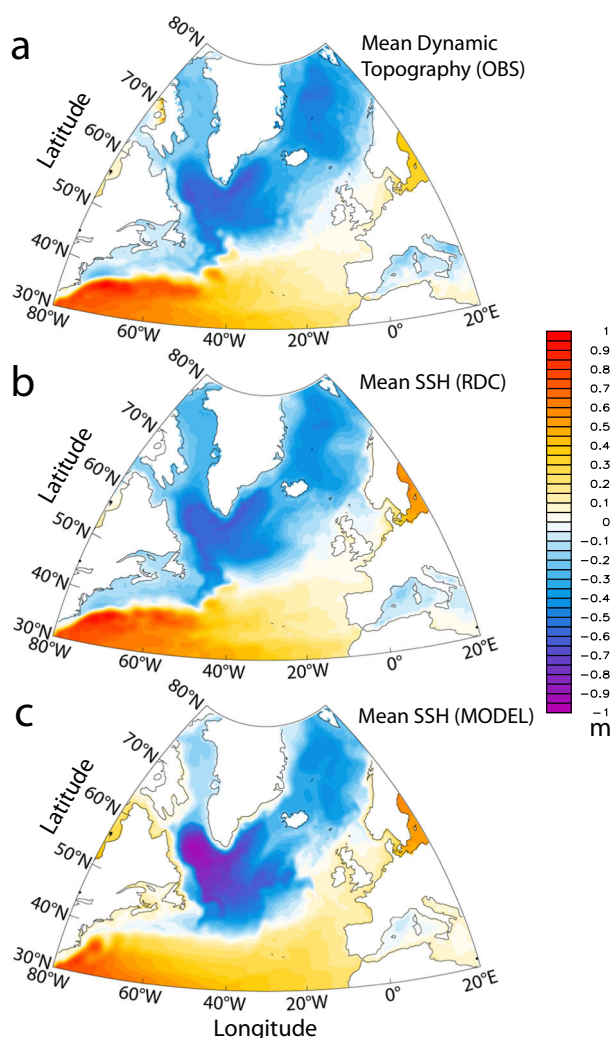 a
Mean Dynamic
Topography (OBS)
80°N
70°N
60°N
50°N
40°N
30°N
Latitude
80°W
60°W
40°W
20°W
0°
20°E
b
Mean SSH (RDC)
80°N
70°N
60°N
50°N
40°N
30°N
Latitude
80°W
60°W
40°W
20°W
0°
20°E
c
Mean SSH (MODEL)
80°N
70°N
60°N
50°N
40°N
30°N
Latitude
80°W
60°W
40°W
20°W
0°
20°E
Longitude
1
0.9
0.8
0.7
0.6
0.5
0.4
0.3
0.2
0.1
0
-0.1
-0.2
-0.3
-0.4
-0.5
-0.6
-0.7
-0.8
-0.9
-1
m